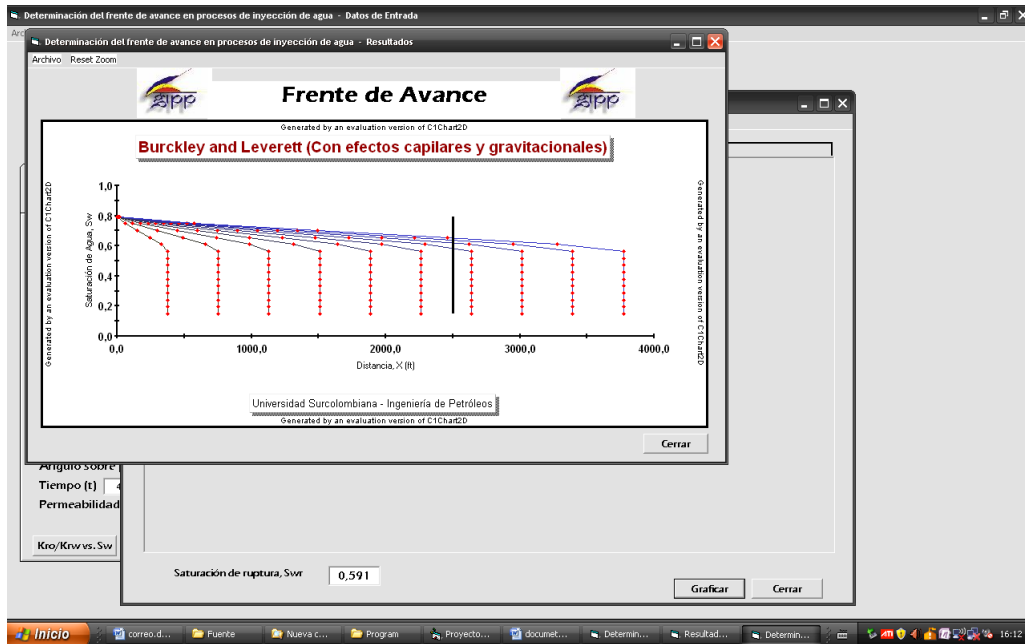 Determinación del frente de avance en procesos de inyección de agua - Datos de Entrada
Determinación del frente de avance en procesos de inyección de agua - Resultados
Archivo Reset Zoom
gipp
Frente de Avance
gipp
Generated by an evaluation version of C1Chart2D
Burckley and Leverett (Con efectos capilares y gravitacionales)
Generated by an evaluation version of C1Chart2D
Saturación de Agua, Sw
1,0
0,8
0,6
0,4
0,2
0,0
0,0
1000,0
2000,0
3000,0
4000,0
Distancia, X (ft)
Generated by an evaluation version of C1Chart2D
Universidad Surcolombiana - Ingeniería de Petróleos
Generated by an evaluation version of C1Chart2D
Cerrar
Angulo sobre
Tiempo (t) 4
Permeabilidad
Kro/Krw vs. Sw
Saturación de ruptura, Swr 0,591
Graficar
Cerrar
Inicio
correo.d...
Fuente
Nueva c...
Program
Proyecto...
documet...
Determin...
Resultad...
Determin...
16:12